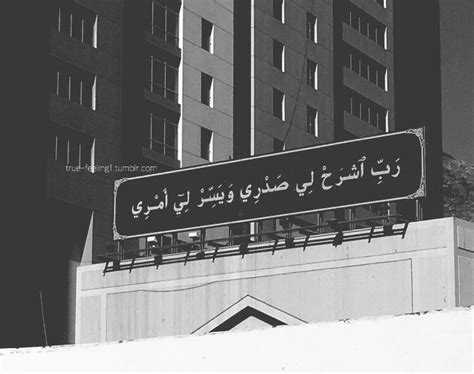 true-feeling1.tumblr.com
رَبِّ ٱشْرَحْ لِي صَدْرِي وَيَسِّرْ لِيٓ أَمْرِي